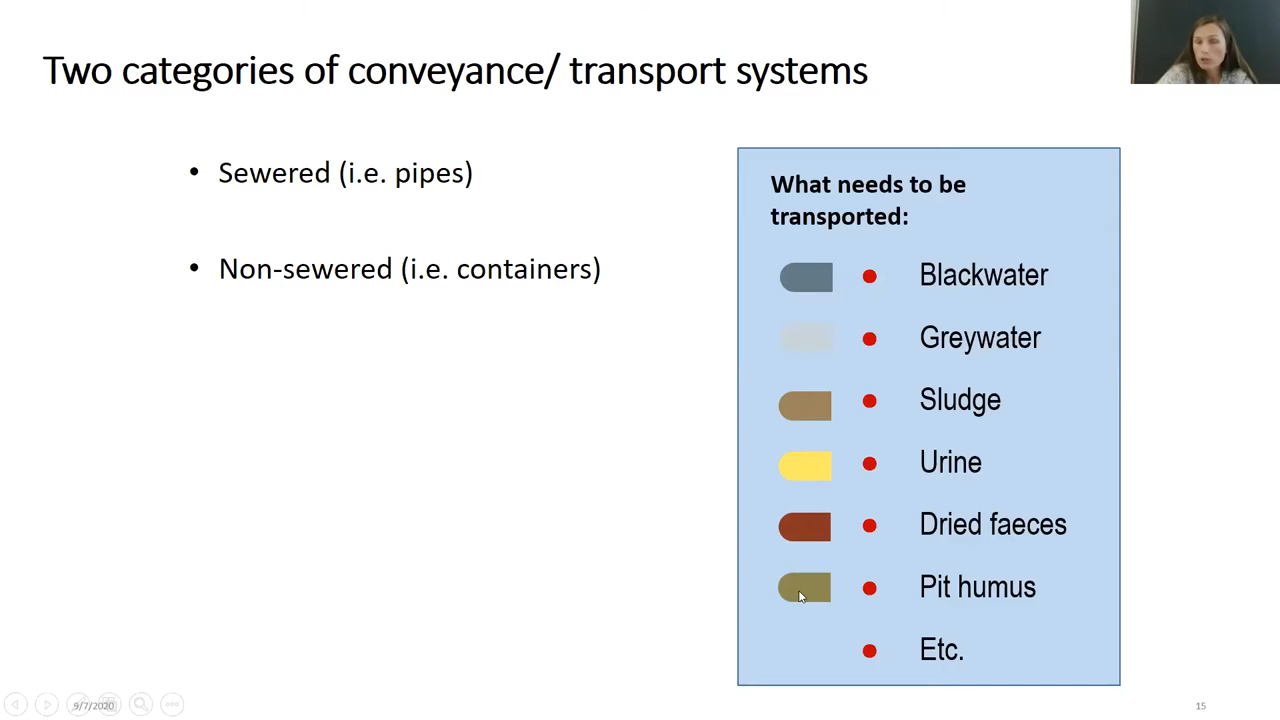 Two categories of conveyance/ transport systems
• Sewered (i.e. pipes)
• Non-sewered (i.e. containers)
What needs to be
transported:
• Blackwater
• Greywater
• Sludge
• Urine
• Dried faeces
• Pit humus
• Etc.
9/7/2020
15